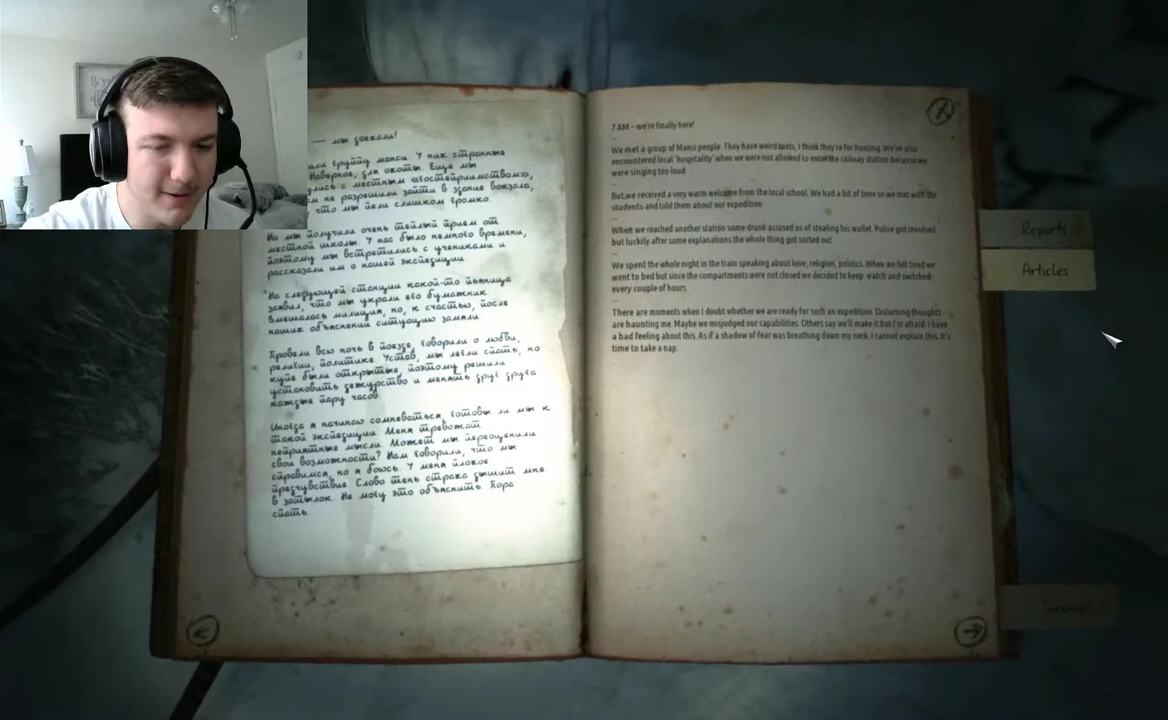 — мы доехали!
или группу манси. У них странные
Наверное, для охоты. Еще мы
лись с местным «гостеприимством»,
м не разрешили зайти в здание вокзала,
что мы пели слишком громко.
Но мы получили очень теплый прием от
местной школы. У нас было немного времени,
поэтому мы встретились с учениками и
рассказали им о нашей экспедиции
На следующей станции какой-то пьяница
заявил, что мы украли его бумажник
Вмешалась милиция, но, к счастью, после
наших объяснений ситуацию замяли
Провели всю ночь в поезде, говорили о любви,
религии, политике. Устав, мы легли спать, но
купе были открытые, поэтому решили
установить дежурство и менять друг друга
каждые пару часов.
Иногда я начинаю сомневаться, готовы ли мы к
такой экспедиции. Меня тревожат
неприятные мысли. Может мы переоценили
свои возможности? Нам говорили, что мы
справимся, но я боюсь. У меня плохое
предчувствие. Слово тень страха дышит мне
в затылок. Не могу это объяснить. Пора
спать.
7 AM - we're finally here!
...
We met a group of Mansi people. They have weird tents, I think they're for hunting. We've also
encountered local 'hospitality' when we were not allowed to enter the railway station because we
were singing too loud.
...
But we received a very warm welcome from the local school. We had a bit of time so we met with the
students and told them about our expedition
...
When we reached another station some drunk accused us of stealing his wallet. Police got involved
but luckily after some explanations the whole thing got sorted out.
...
We spent the whole night in the train speaking about love, religion, politics. When we felt tired we
went to bed but since the compartments were not closed we decided to keep watch and switched
every couple of hours.
...
There are moments when I doubt whether we are ready for such an expedition. Disturbing thoughts
are haunting me. Maybe we misjudged our capabilities. Others say we'll make it but I'm afraid. I have
a bad feeling about this. As if a shadow of fear was breathing down my neck. I cannot explain this. It's
time to take a nap.
Reports
Articles
Survival